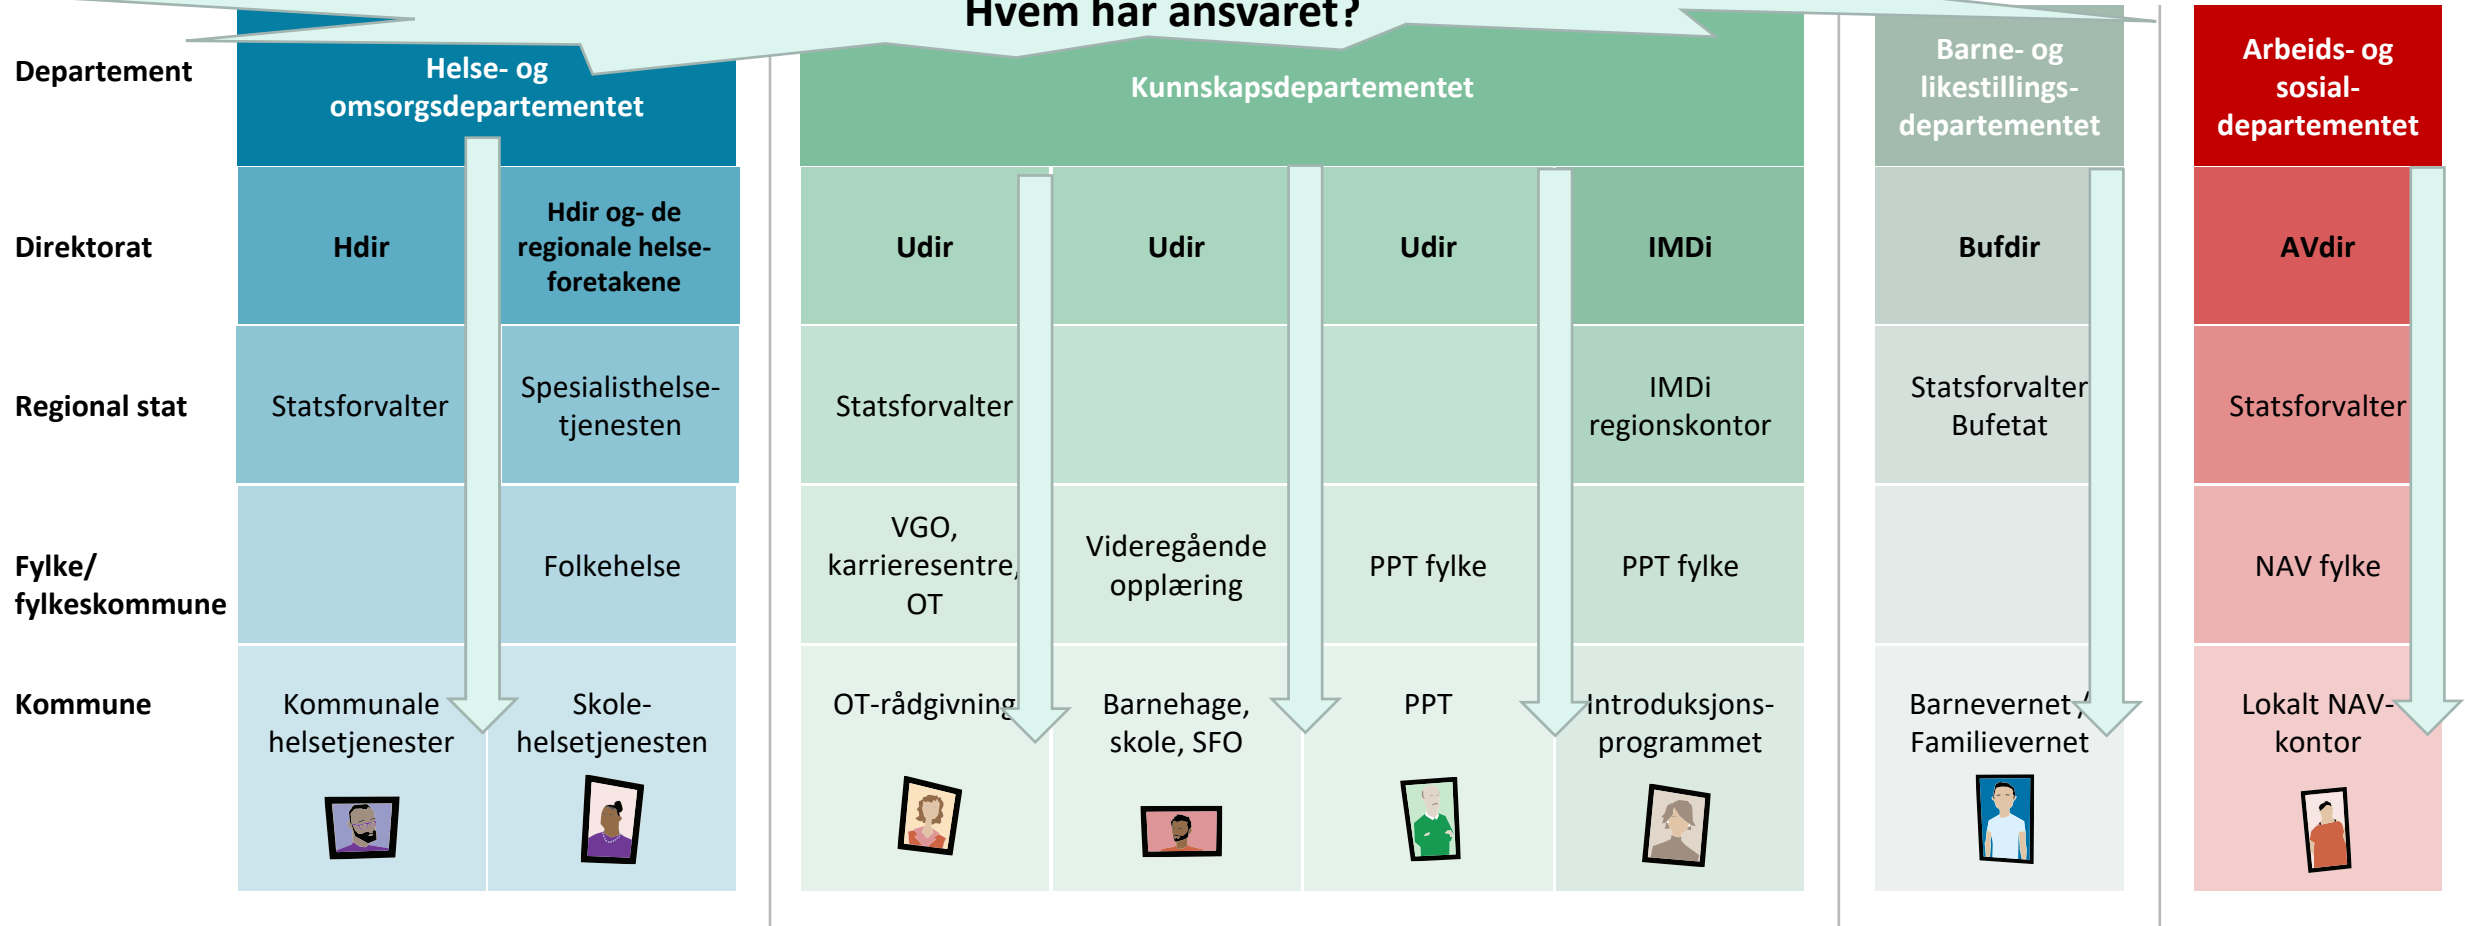 Hvem har ansvaret?
Departement
Helse- og
omsorgsdepartementet
Kunnskapsdepartementet
Barne- og
likestillings-
departementet
Arbeids- og
sosial-
departementet
Direktorat
Hdir
Hdir og- de
regionale helse-
foretakene
Udir
Udir
Udir
IMDi
Bufdir
AVdir
Regional stat
Statsforvalter
Spesialisthelse-
tjenesten
Statsforvalter
IMDi
regionskontor
Statsforvalter
Bufetat
Statsforvalter
Fylke/
fylkeskommune
Folkehelse
VGO,
karrieresentre,
OT
Videregående
opplæring
PPT fylke
PPT fylke
NAV fylke
Kommune
Kommunale
helsetjenester
Skole-
helsetjenesten
OT-rådgivning
Barnehage,
skole, SFO
PPT
Introduksjons-
programmet
Barnevernet /
Familievernet
Lokalt NAV-
kontor